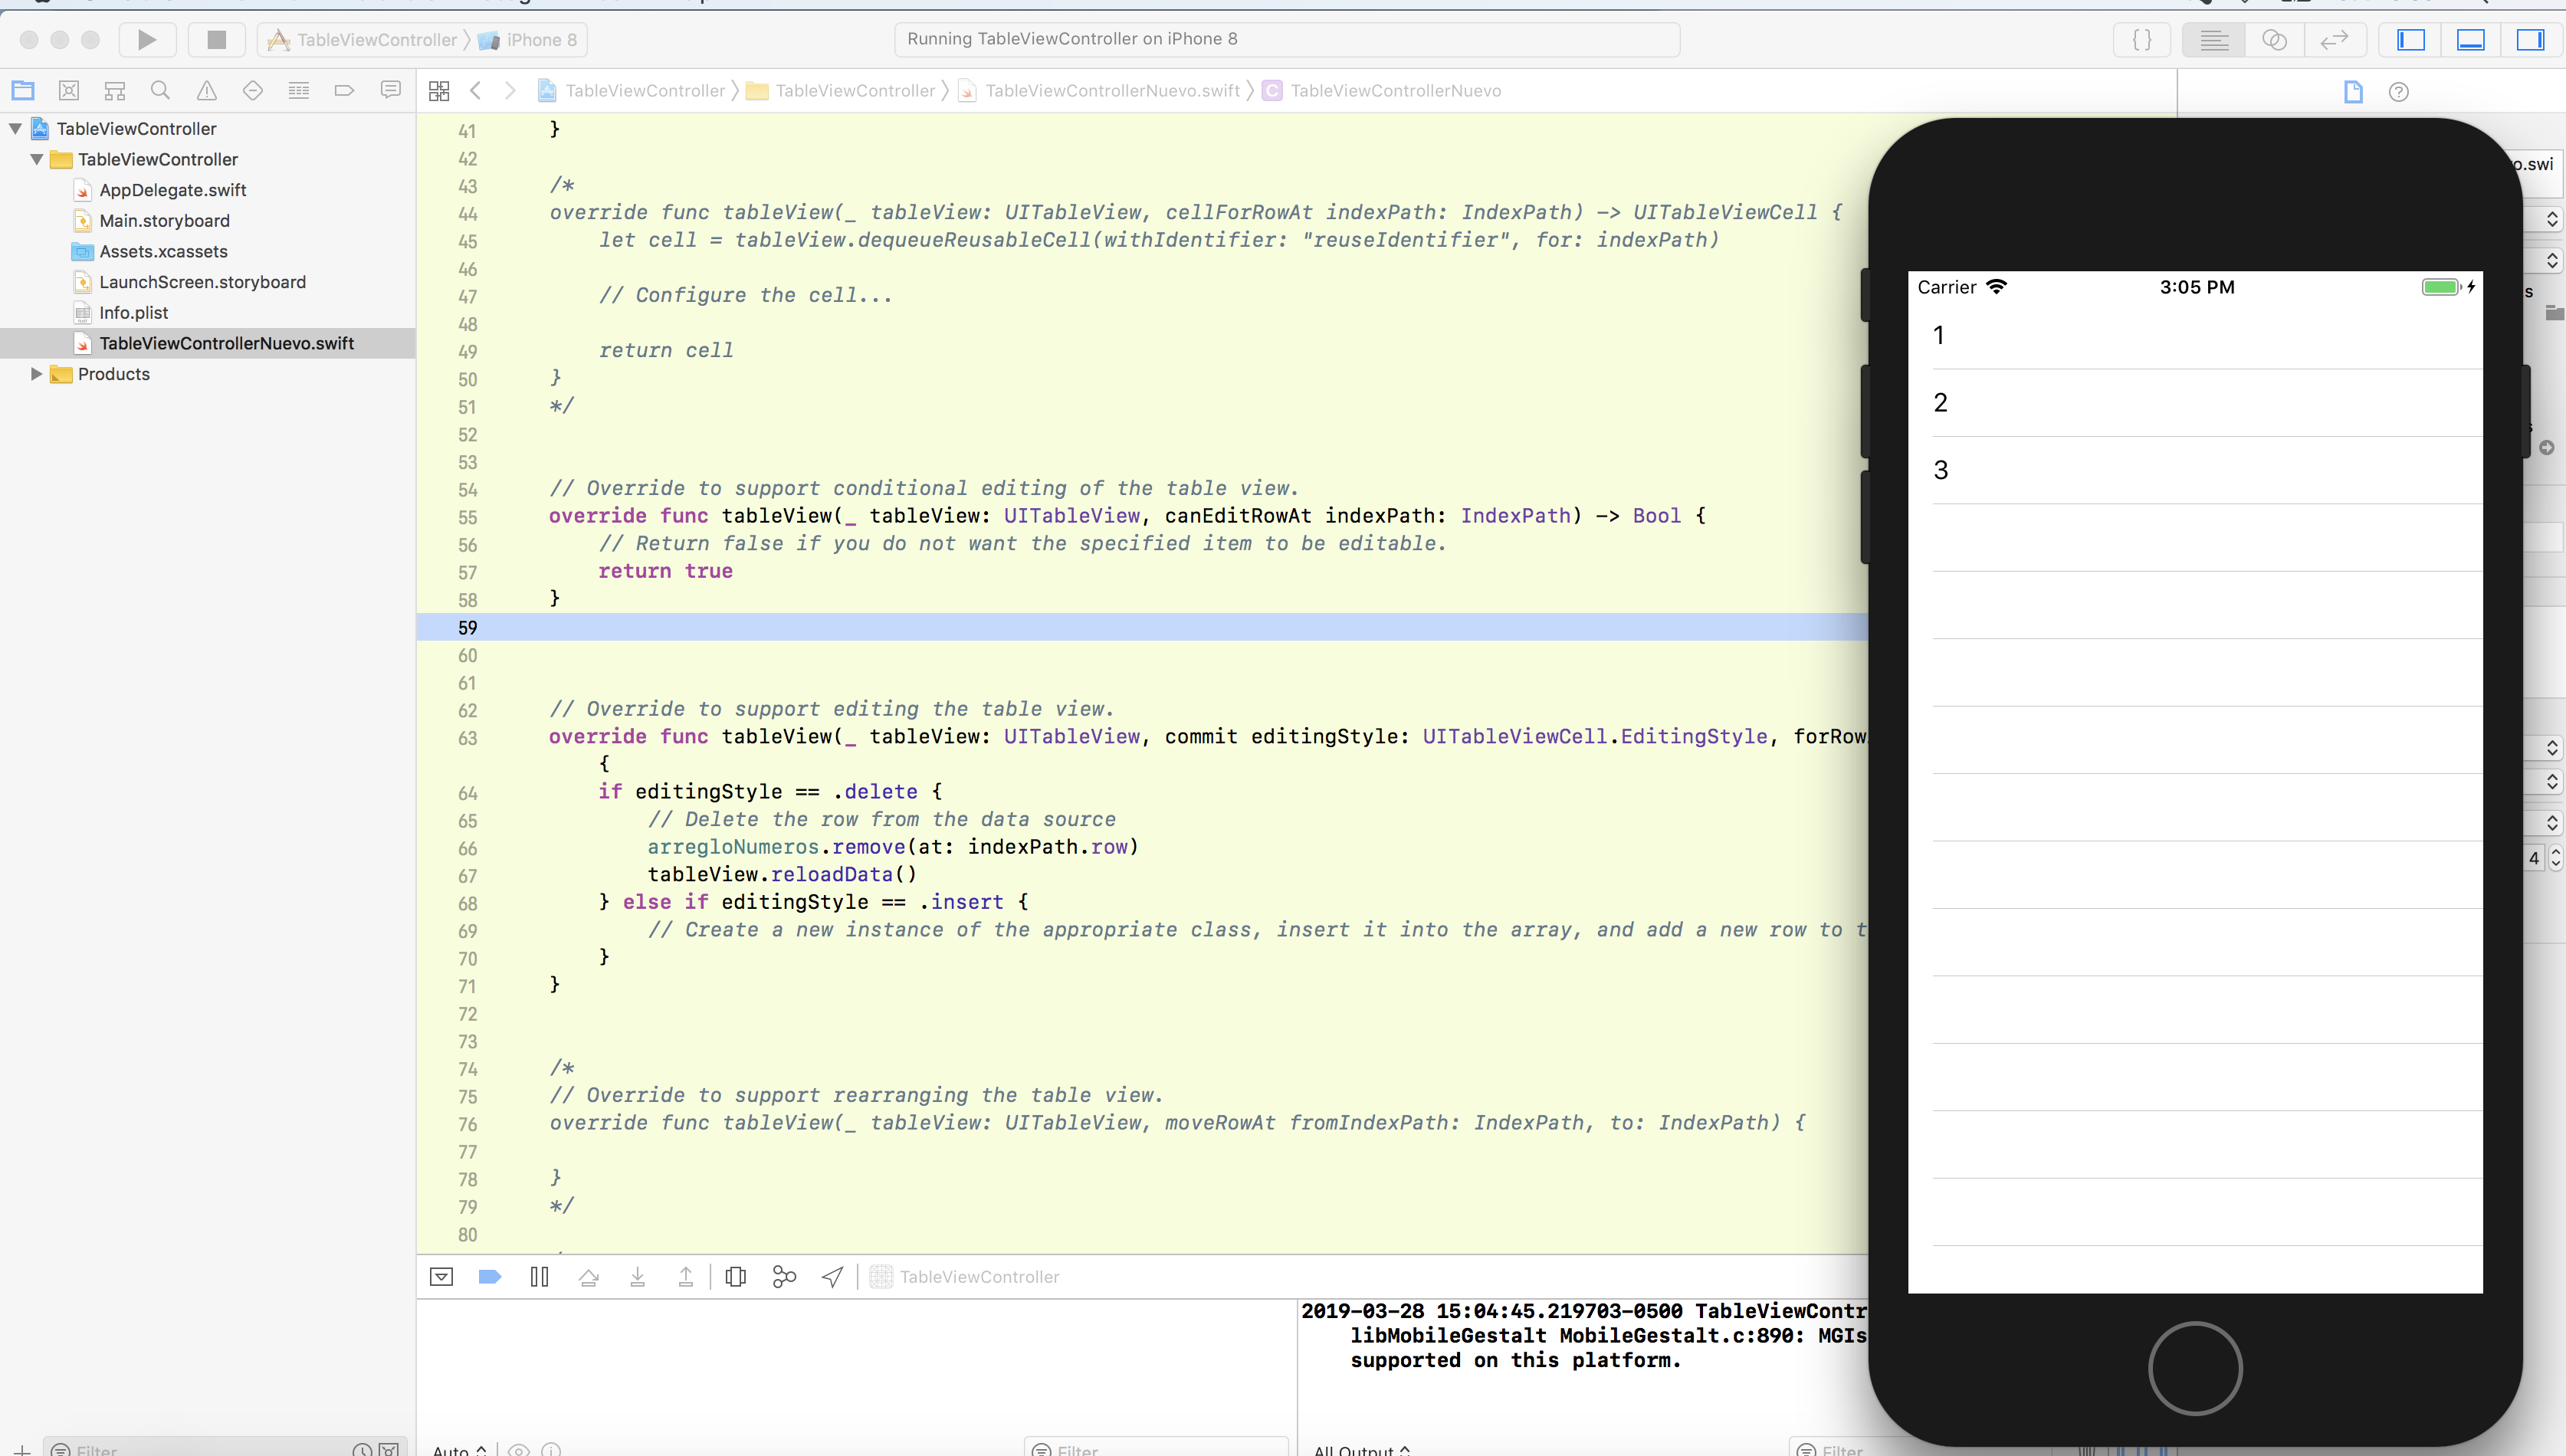 TableViewController
iPhone 8
Running TableViewController on iPhone 8
{ }
TableViewController
TableViewController
TableViewControllerNuevo.swift
C
TableViewControllerNuevo
TableViewController
TableViewController
AppDelegate.swift
Main.storyboard
Assets.xcassets
LaunchScreen.storyboard
Info.plist
TableViewControllerNuevo.swift
Products
41 }
42
43 /*
44 override func tableView(_ tableView: UITableView, cellForRowAt indexPath: IndexPath) -> UITableViewCell {
45 let cell = tableView.dequeueReusableCell(withIdentifier: "reuseIdentifier", for: indexPath)
46
47 // Configure the cell...
48
49 return cell
50 }
51 */
52
53
54 // Override to support conditional editing of the table view.
55 override func tableView(_ tableView: UITableView, canEditRowAt indexPath: IndexPath) -> Bool {
56 // Return false if you do not want the specified item to be editable.
57 return true
58 }
59
60
61
62 // Override to support editing the table view.
63 override func tableView(_ tableView: UITableView, commit editingStyle: UITableViewCell.EditingStyle, forRow
{
64 if editingStyle == .delete {
65 // Delete the row from the data source
66 arregloNumeros.remove(at: indexPath.row)
67 tableView.reloadData()
68 } else if editingStyle == .insert {
69 // Create a new instance of the appropriate class, insert it into the array, and add a new row to t
70 }
71 }
72
73
74 /*
75 // Override to support rearranging the table view.
76 override func tableView(_ tableView: UITableView, moveRowAt fromIndexPath: IndexPath, to: IndexPath) {
77
78 }
79 */
80
TableViewController
2019-03-28 15:04:45.219703-0500 TableViewContr
libMobileGestalt MobileGestalt.c:890: MGIs
supported on this platform.
Filter
Auto
Filter
All Output
Filter
Carrier
3:05 PM
1
2
3
o.swi
s
4